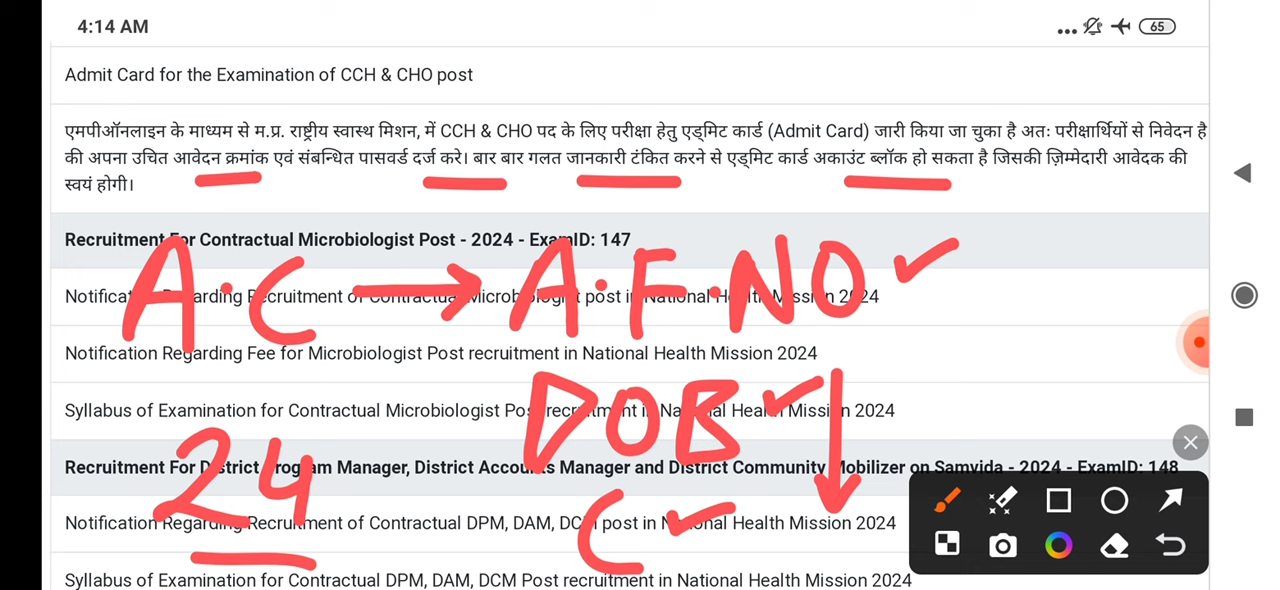 4:14 AM
65
Admit Card for the Examination of CCH & CHO post
एमपीऑनलाइन के माध्यम से म.प्र. राष्ट्रीय स्वास्थ मिशन, में CCH & CHO पद के लिए परीक्षा हेतु एड्मिट कार्ड (Admit Card) जारी किया जा चुका है अतः परीक्षार्थियों से निवेदन है
की अपना उचित आवेदन क्रमांक एवं संबन्धित पासवर्ड दर्ज करे। बार बार गलत जानकारी टंकित करने से एड्मिट कार्ड अकाउंट ब्लॉक हो सकता है जिसकी ज़िम्मेदारी आवेदक की
स्वयं होगी।
Recruitment For Contractual Microbiologist Post - 2024 - ExamID: 147
A.C → A.F.NO ✓
Notification Regarding Recruitment of Contractual Microbiologist post in National Health Mission 2024
Notification Regarding Fee for Microbiologist Post recruitment in National Health Mission 2024
DOB ✓
Syllabus of Examination for Contractual Microbiologist Post recruitment in National Health Mission 2024
Recruitment For District Program Manager, District Accounts Manager and District Community Mobilizer on Samvida - 2024 - ExamID: 148
24
C ✓
Notification Regarding Recruitment of Contractual DPM, DAM, DCM post in National Health Mission 2024
Syllabus of Examination for Contractual DPM, DAM, DCM Post recruitment in National Health Mission 2024